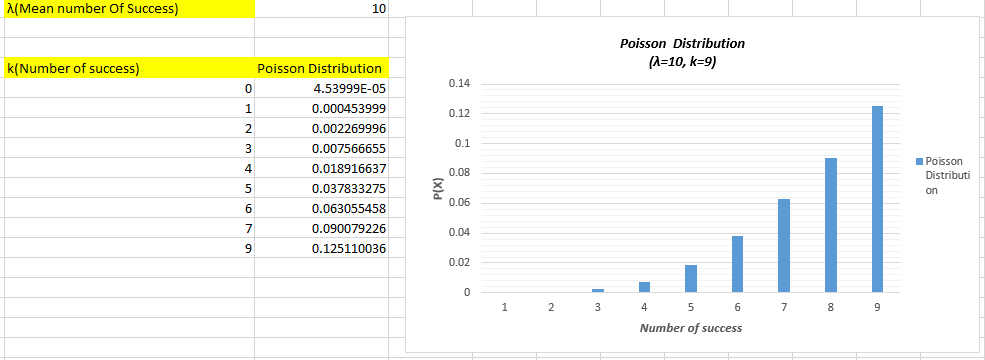 λ(Mean number Of Success) 10
k(Number of success) Poisson Distribution
0 4.53999E-05
1 0.000453999
2 0.002269996
3 0.007566655
4 0.018916637
5 0.037833275
6 0.063055458
7 0.090079226
9 0.125110036
Poisson Distribution
(λ=10, k=9)
0.14
0.12
0.1
0.08
0.06
0.04
0.02
0
P(X)
1 2 3 4 5 6 7 8 9
Number of success
Poisson
Distributi
on